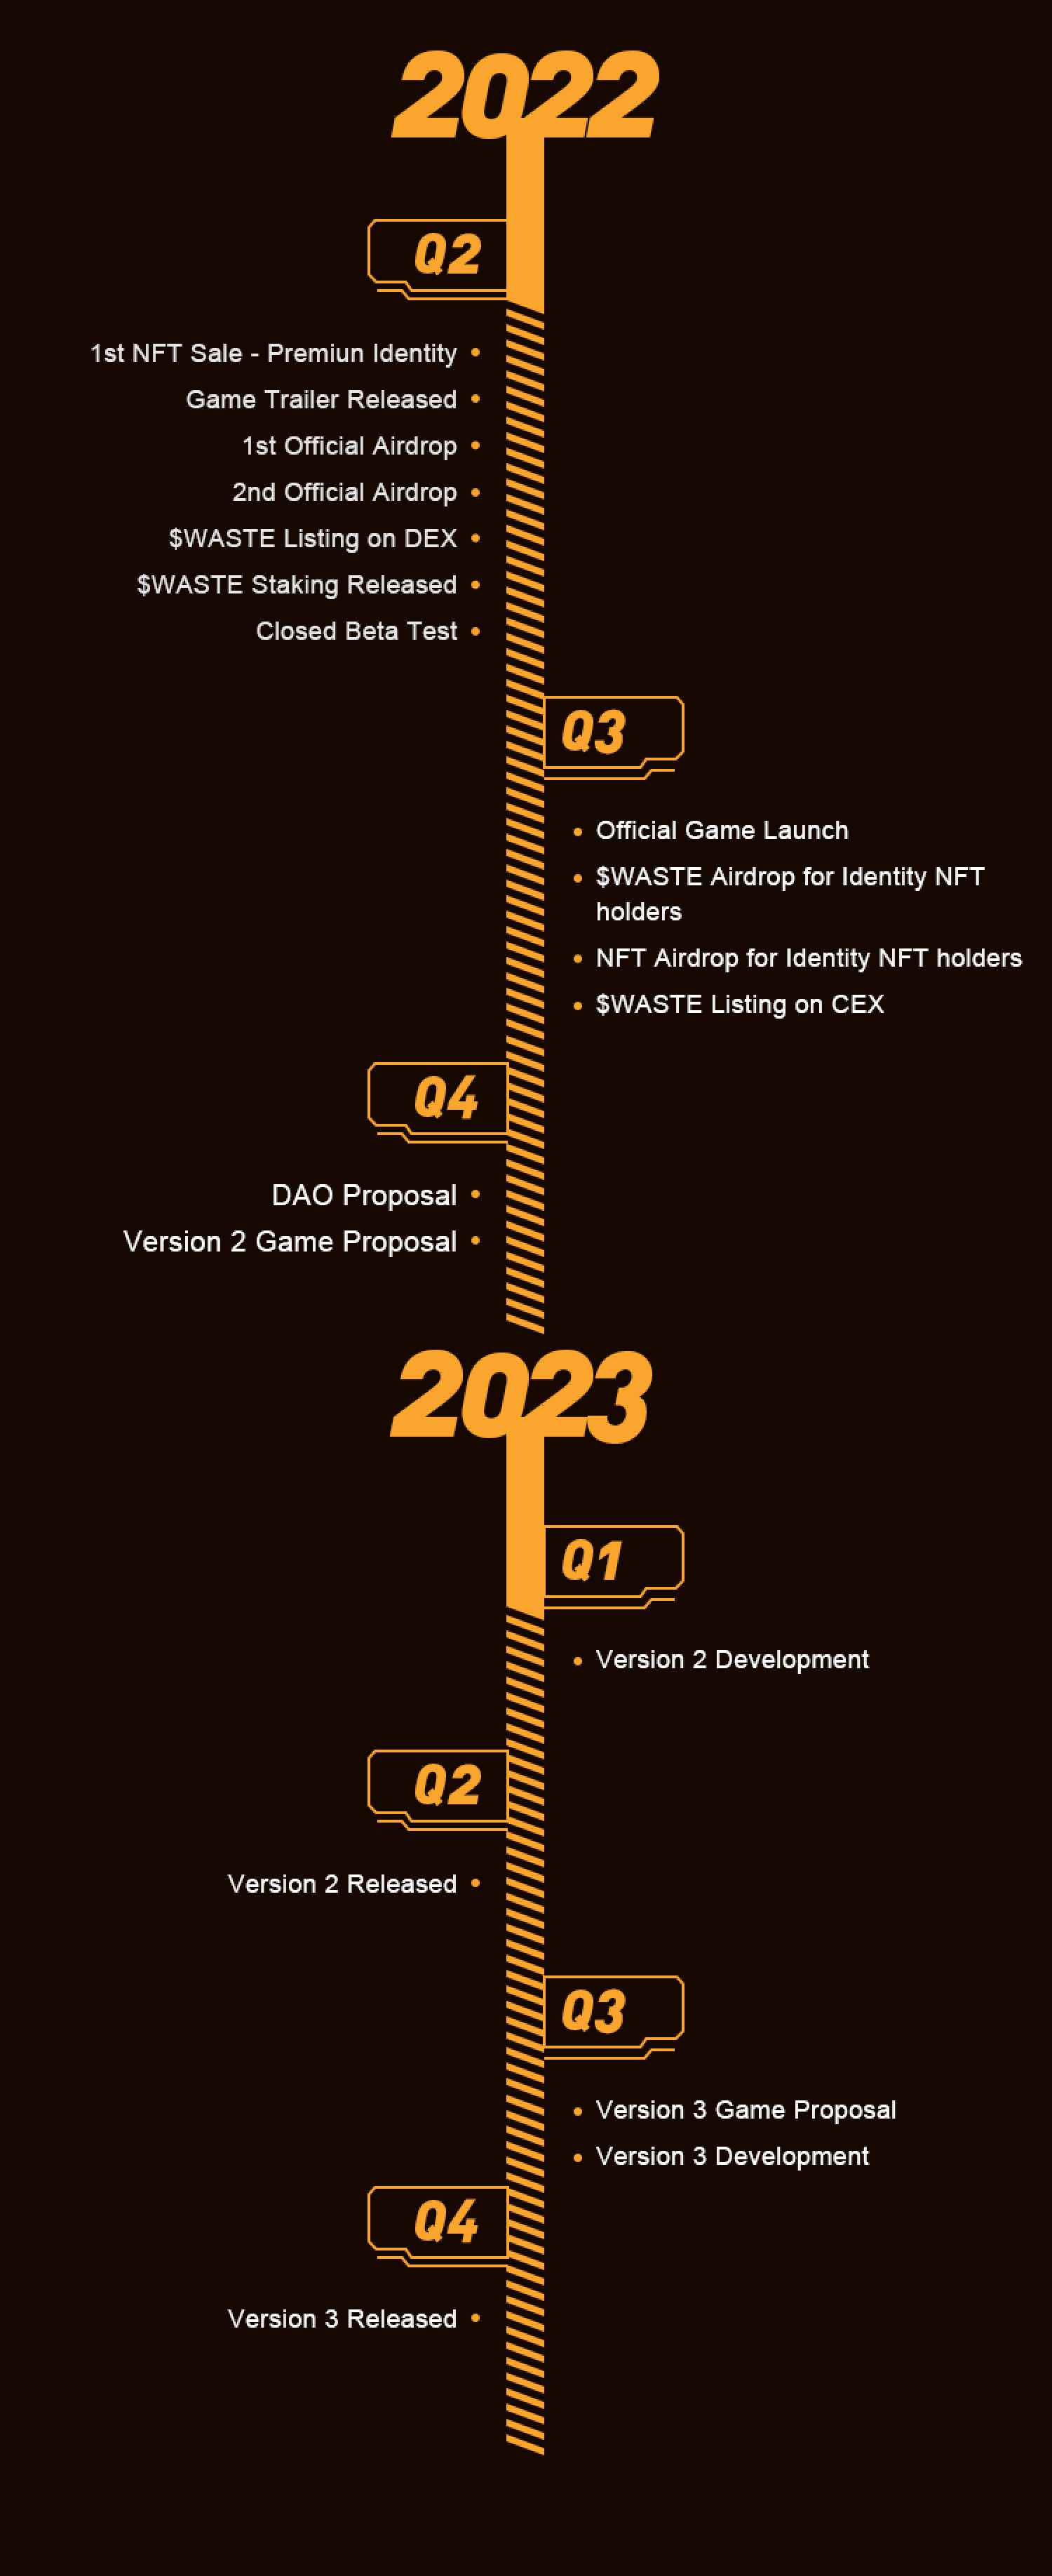 2022
Q2
1st NFT Sale - Premiun Identity
Game Trailer Released
1st Official Airdrop
2nd Official Airdrop
$WASTE Listing on DEX
$WASTE Staking Released
Closed Beta Test
Q3
Official Game Launch
$WASTE Airdrop for Identity NFT
holders
NFT Airdrop for Identity NFT holders
$WASTE Listing on CEX
Q4
DAO Proposal
Version 2 Game Proposal
2023
Q1
Version 2 Development
Q2
Version 2 Released
Q3
Version 3 Game Proposal
Version 3 Development
Q4
Version 3 Released